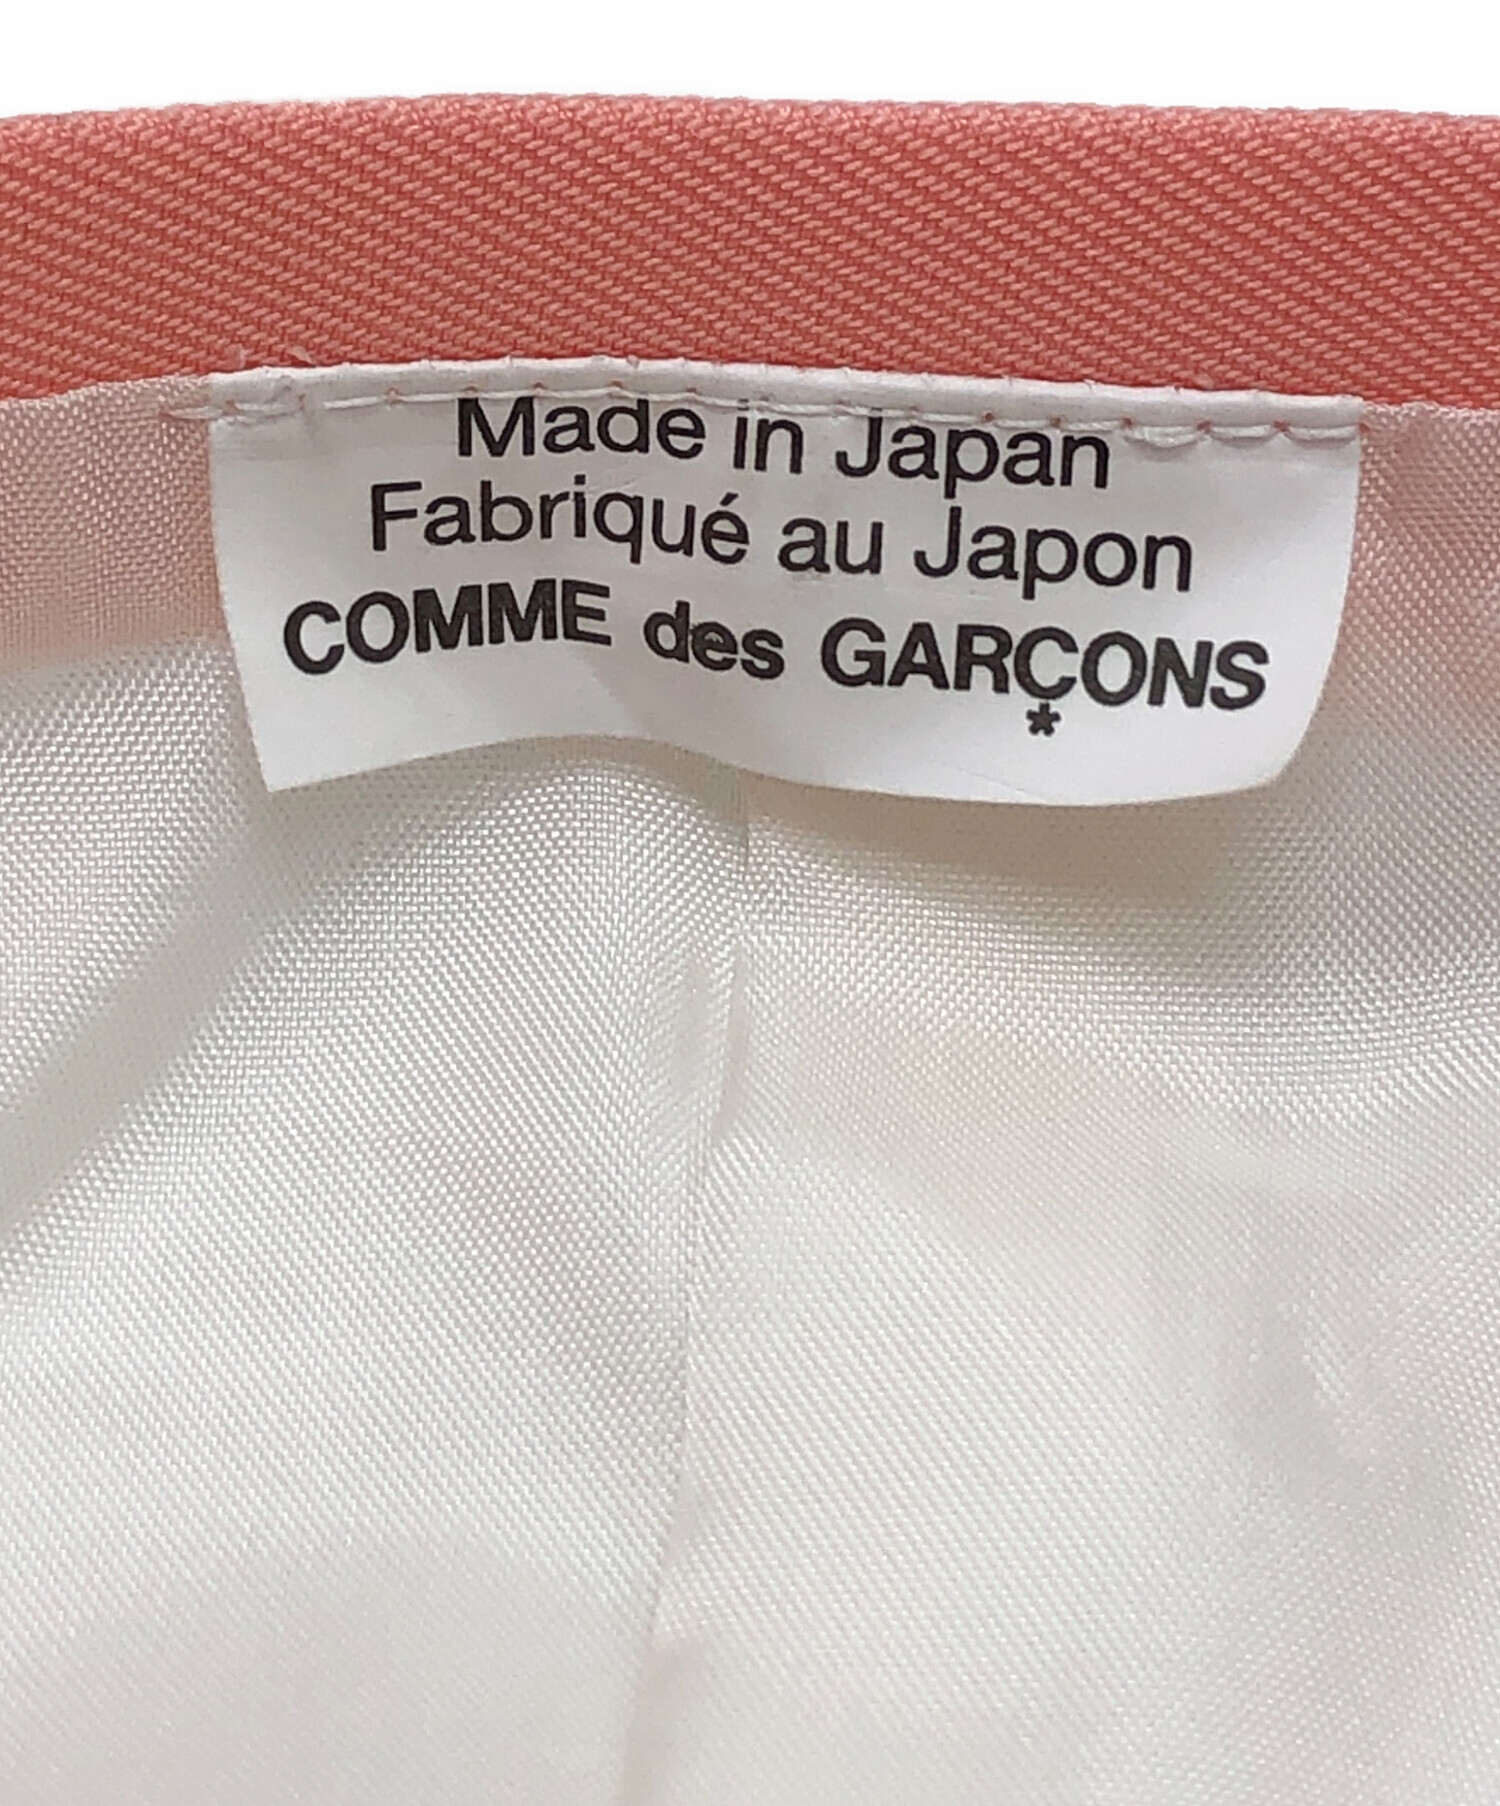 Made in Japan
Fabriqué au Japon
COMME des GARÇONS
*